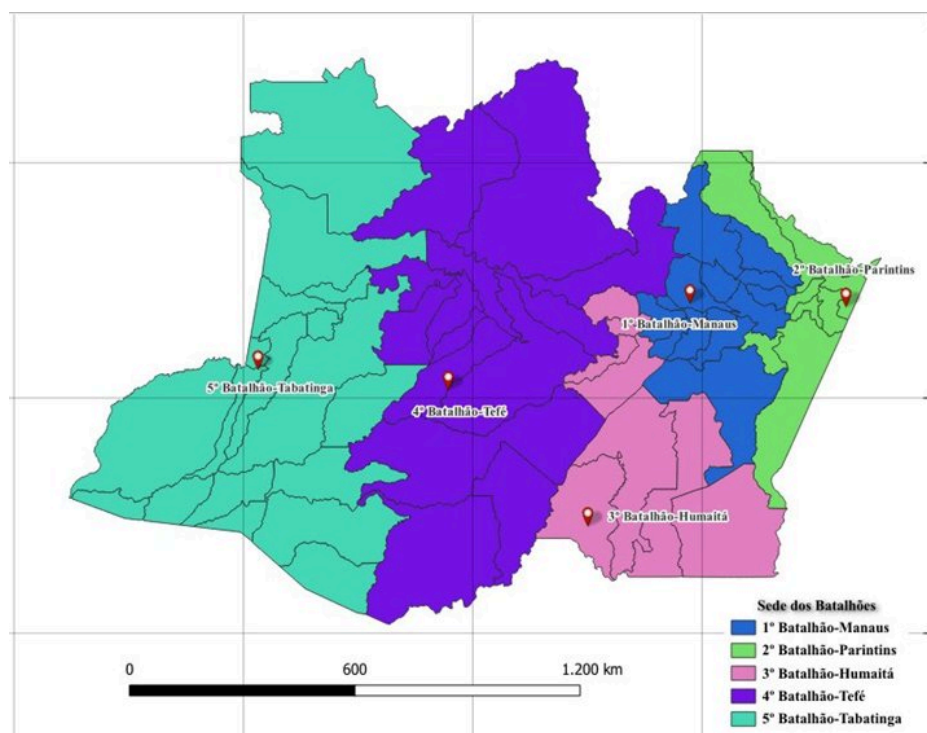 2º Batalhão-Parintins
1º Batalhão-Manaus
5º Batalhão-Tabatinga
4º Batalhão-Tefé
3º Batalhão-Humaitá
Sede dos Batalhões
1º Batalhão-Manaus
2º Batalhão-Parintins
3º Batalhão-Humaitá
4º Batalhão-Tefé
5º Batalhão-Tabatinga
0 600 1.200 km